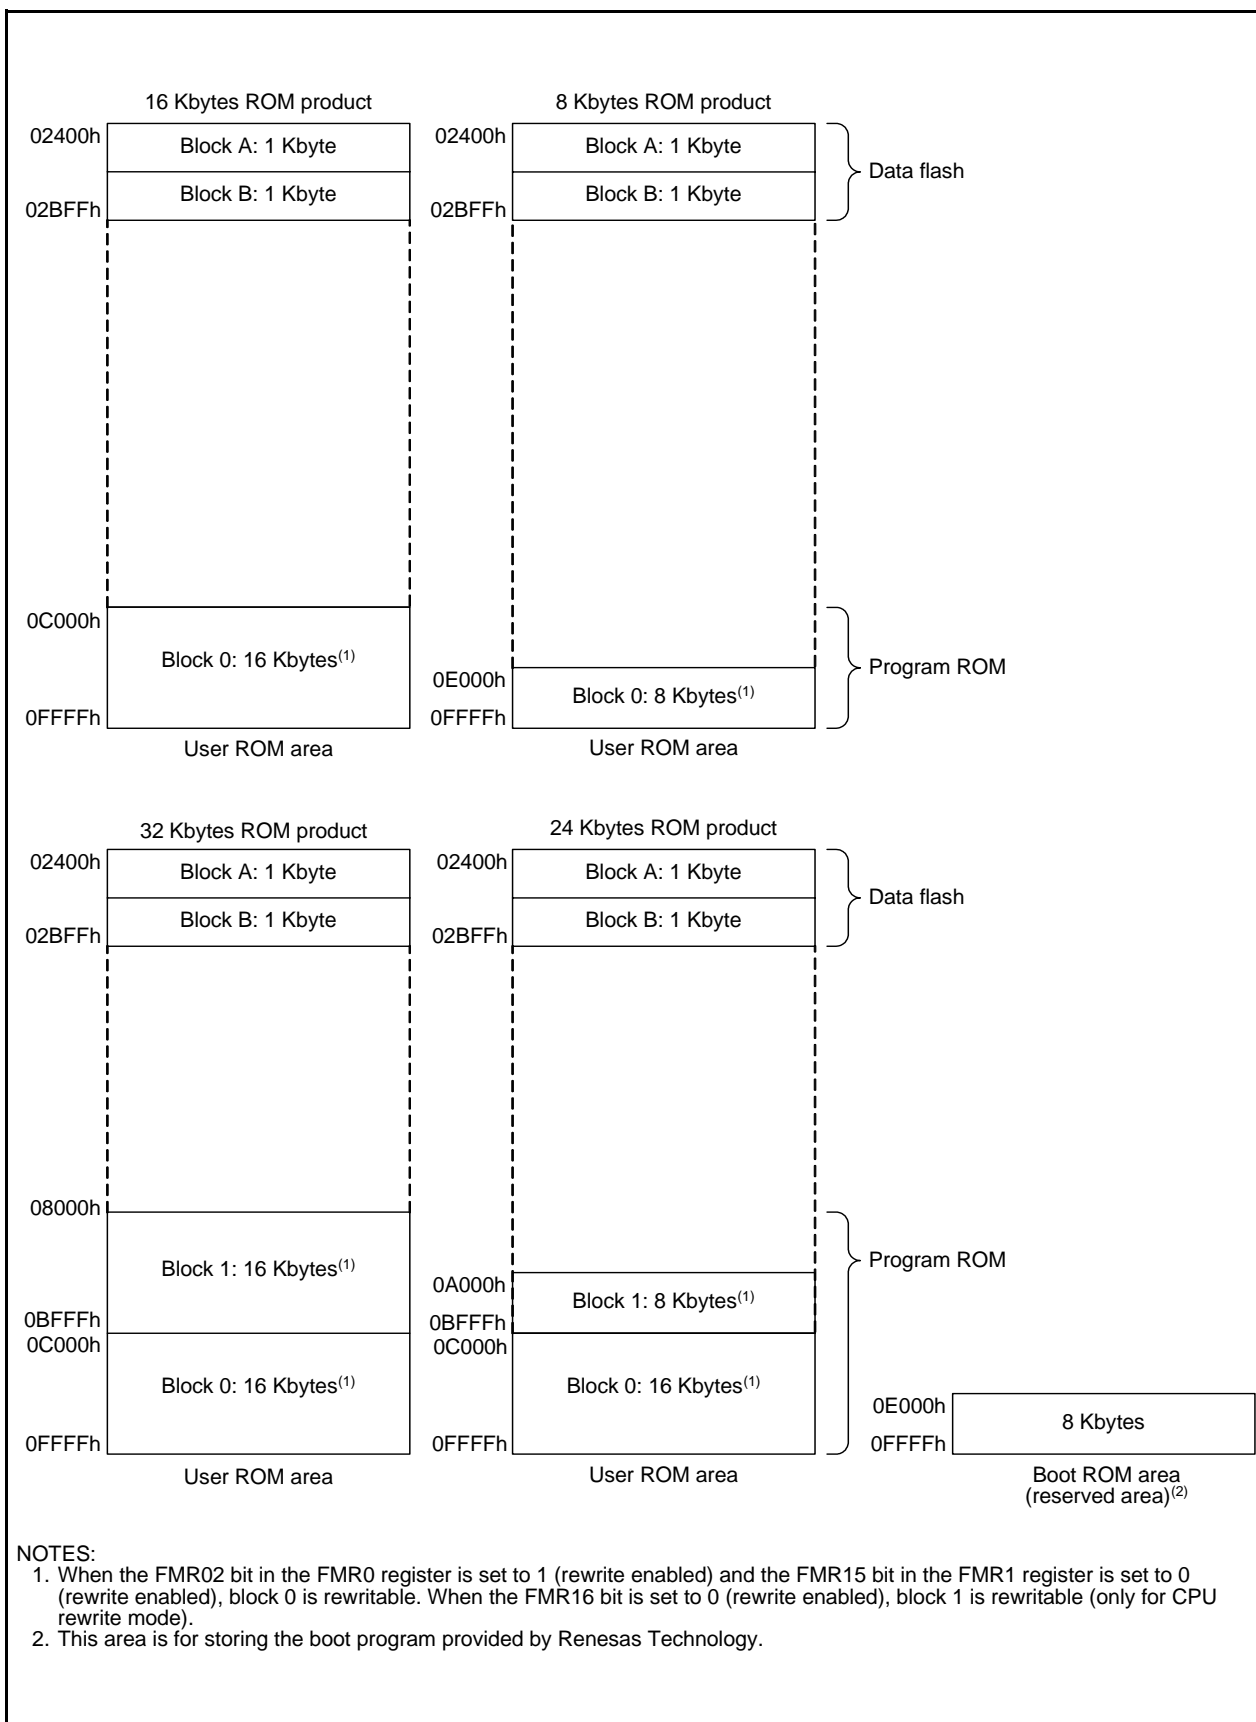 16 Kbytes ROM product
02400h
Block A: 1 Kbyte
Block B: 1 Kbyte
02BFFh
0C000h
Block 0: 16 Kbytes(1)
0FFFFh
User ROM area
8 Kbytes ROM product
02400h
Block A: 1 Kbyte
Block B: 1 Kbyte
02BFFh
0E000h
Block 0: 8 Kbytes(1)
0FFFFh
User ROM area
Data flash
Program ROM
32 Kbytes ROM product
02400h
Block A: 1 Kbyte
Block B: 1 Kbyte
02BFFh
08000h
Block 1: 16 Kbytes(1)
0BFFFh
0C000h
Block 0: 16 Kbytes(1)
0FFFFh
User ROM area
24 Kbytes ROM product
02400h
Block A: 1 Kbyte
Block B: 1 Kbyte
02BFFh
0A000h
Block 1: 8 Kbytes(1)
0BFFFh
0C000h
Block 0: 16 Kbytes(1)
0FFFFh
User ROM area
Data flash
Program ROM
0E000h
8 Kbytes
0FFFFh
Boot ROM area
(reserved area)(2)
NOTES:
1. When the FMR02 bit in the FMR0 register is set to 1 (rewrite enabled) and the FMR15 bit in the FMR1 register is set to 0
(rewrite enabled), block 0 is rewritable. When the FMR16 bit is set to 0 (rewrite enabled), block 1 is rewritable (only for CPU
rewrite mode).
2. This area is for storing the boot program provided by Renesas Technology.